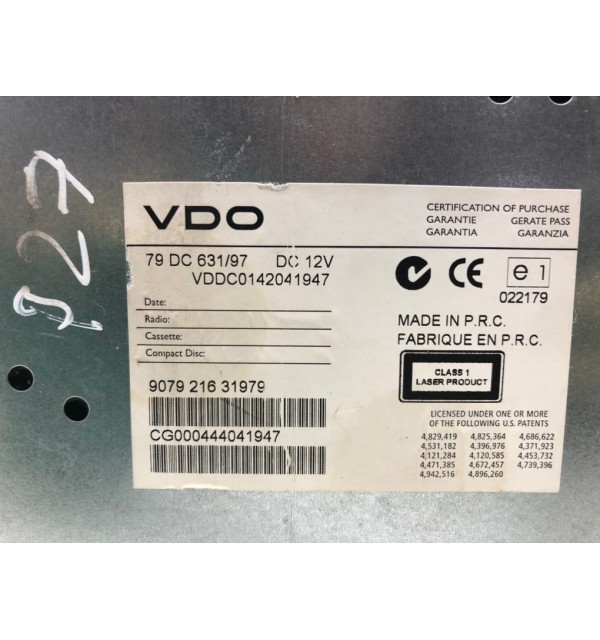 927
VDO
CERTIFICATION OF PURCHASE
GARANTIE GERATE PASS
GARANTIA GARANZIA
79 DC 631/97 DC 12V
VDDC0142041947
CE
e 1
022179
Date:
Radio:
Cassette:
Compact Disc:
MADE IN P.R.C.
FABRIQUE EN P.R.C.
CLASS 1
LASER PRODUCT
9079 216 31979
CG000444041947
LICENSED UNDER ONE OR MORE
OF THE FOLLOWING U.S. PATENTS
4,829,419 4,825,364 4,686,622
4,531,182 4,396,976 4,371,923
4,121,284 4,120,585 4,453,732
4,471,385 4,672,457 4,739,396
4,942,516 4,896,260